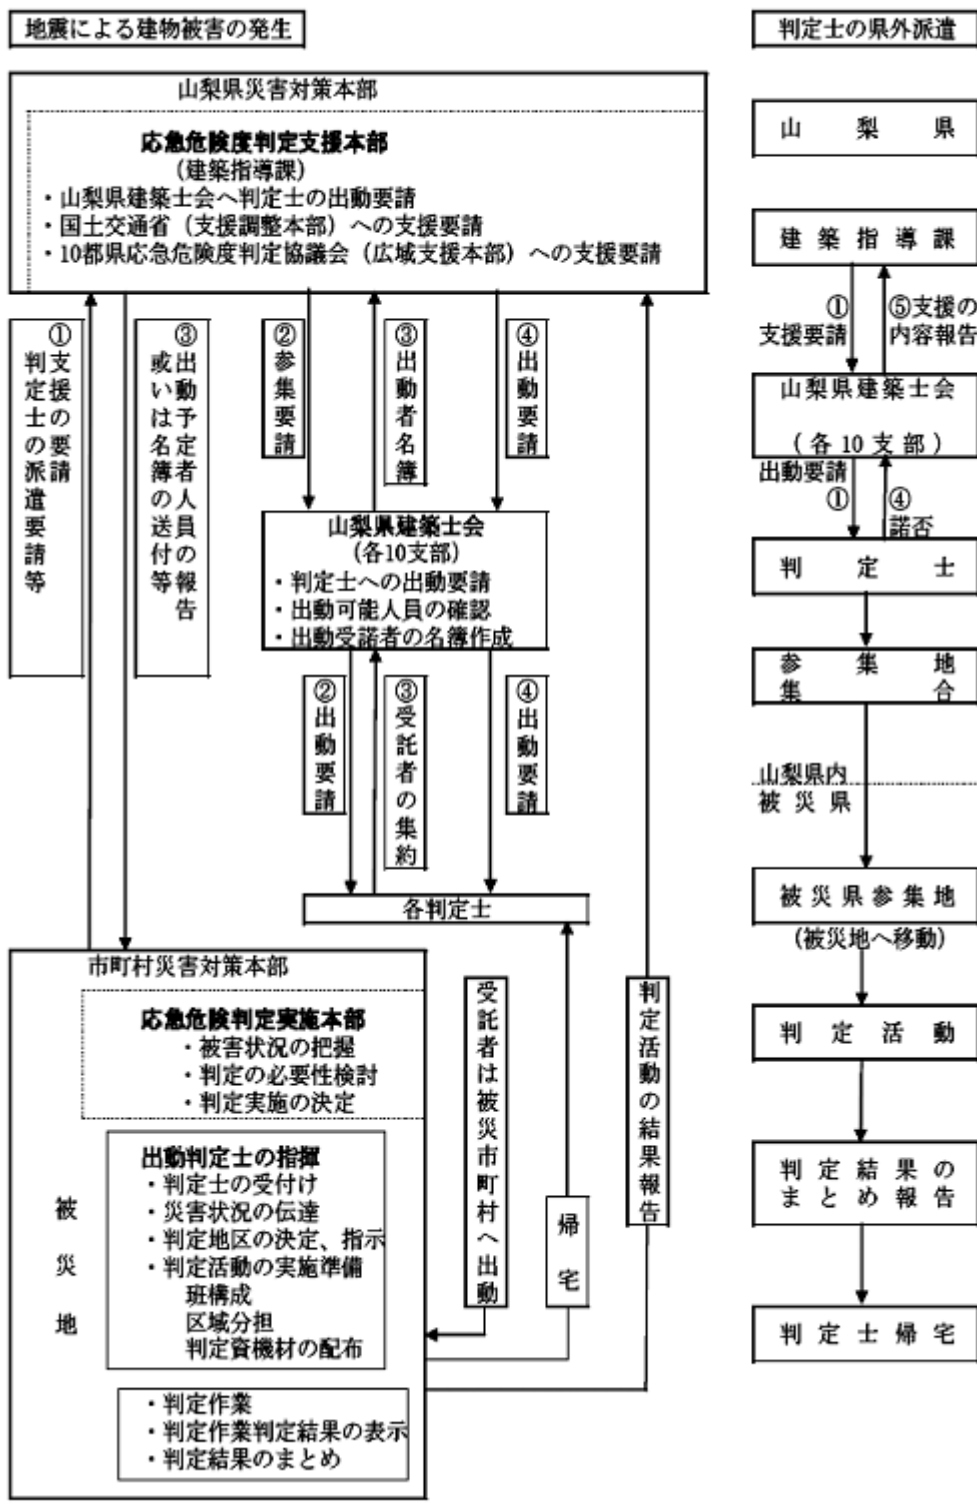 地震による建物被害の発生
山梨県災害対策本部
応急危険度判定支援本部
(建築指導課)
・山梨県建築士会へ判定士の出動要請
・国土交通省（支援調整本部）への支援要請
・10都県応急危険度判定協議会（広域支援本部）への支援要請
①支援の要請
判定士の派遣要請等
③出動予定者人員の報告
或いは名簿の送付等
②参集要請
③出動者名簿
④出動要請
山梨県建築士会
(各10支部)
・判定士への出動要請
・出動可能人員の確認
・出動受諾者の名簿作成
②出動要請
③受託者の集約
④出動要請
各判定士
市町村災害対策本部
応急危険判定実施本部
・被害状況の把握
・判定の必要性検討
・判定実施の決定
被災地
出動判定士の指揮
・判定士の受付け
・災害状況の伝達
・判定地区の決定、指示
・判定活動の実施準備
班構成
区域分担
判定資機材の配布
・判定作業
・判定作業判定結果の表示
・判定結果のまとめ
受託者は被災市町村へ出動
帰宅
判定活動の結果報告
判定士の県外派遣
山梨県
建築指導課
①
支援要請
⑤支援の
内容報告
山梨県建築士会
(各10支部)
出動要請
①
④
諾否
判定士
参集地
集合
山梨県内
被災県
被災県参集地
(被災地へ移動)
判定活動
判定結果の
まとめ報告
判定士帰宅